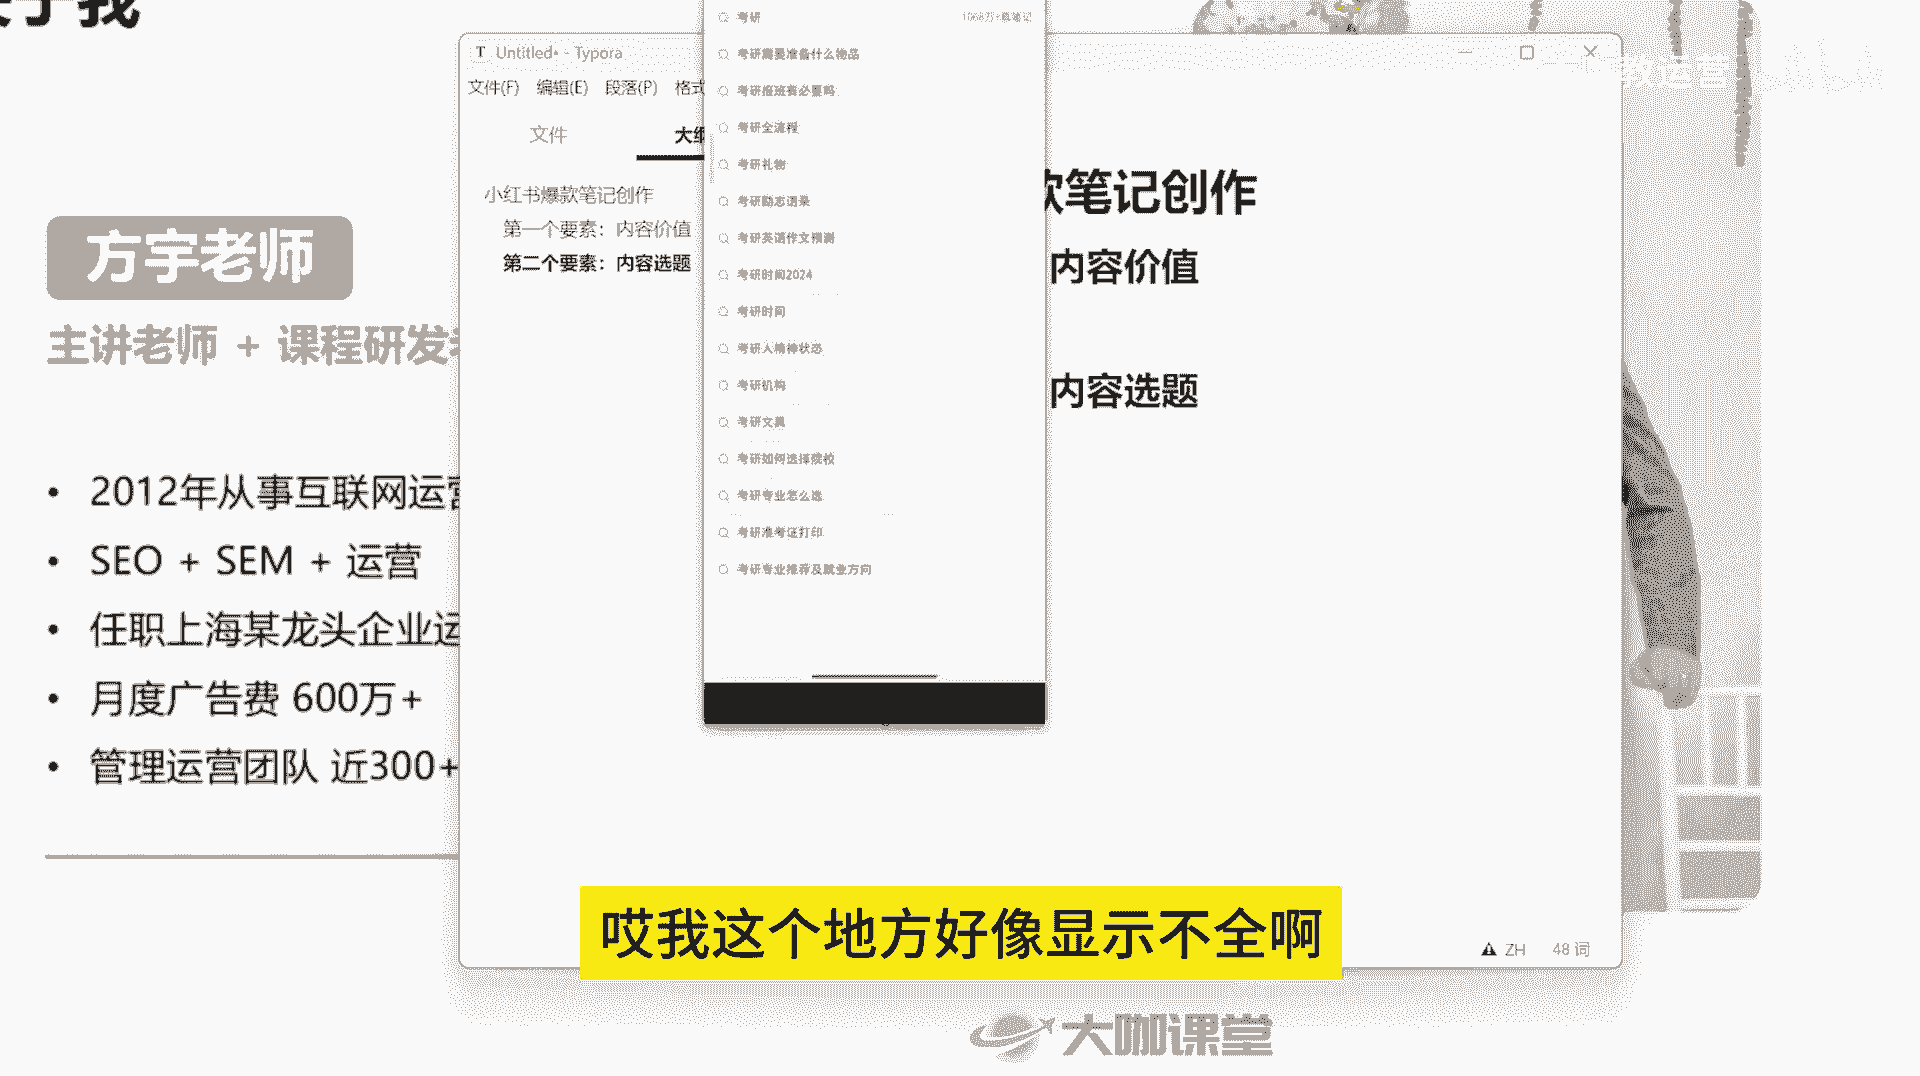 于我
方宇老师
主讲老师 + 课程研发
2012年从事互联网运营
SEO + SEM + 运营
任职上海某龙头企业运
月度广告费 600万+
管理运营团队 近300+
Untitled• - Typora
文件(F) 编辑(E) 段落(P) 格式
文件 大纲
小红书爆款笔记创作
第一个要素：内容价值
第二个要素：内容选题
考研 1068万+篇笔记
考研需要准备什么物品
考研报班有必要吗
考研全流程
考研礼物
考研励志语录
考研英语作文预测
考研时间2024
考研时间
考研人精神状态
考研机构
考研文具
考研如何选择院校
考研专业怎么选
考研准考证打印
考研专业推荐及就业方向
款笔记创作
内容价值
内容选题
教运营
ZH 48 词
哎我这个地方好像显示不全啊
大咖课堂